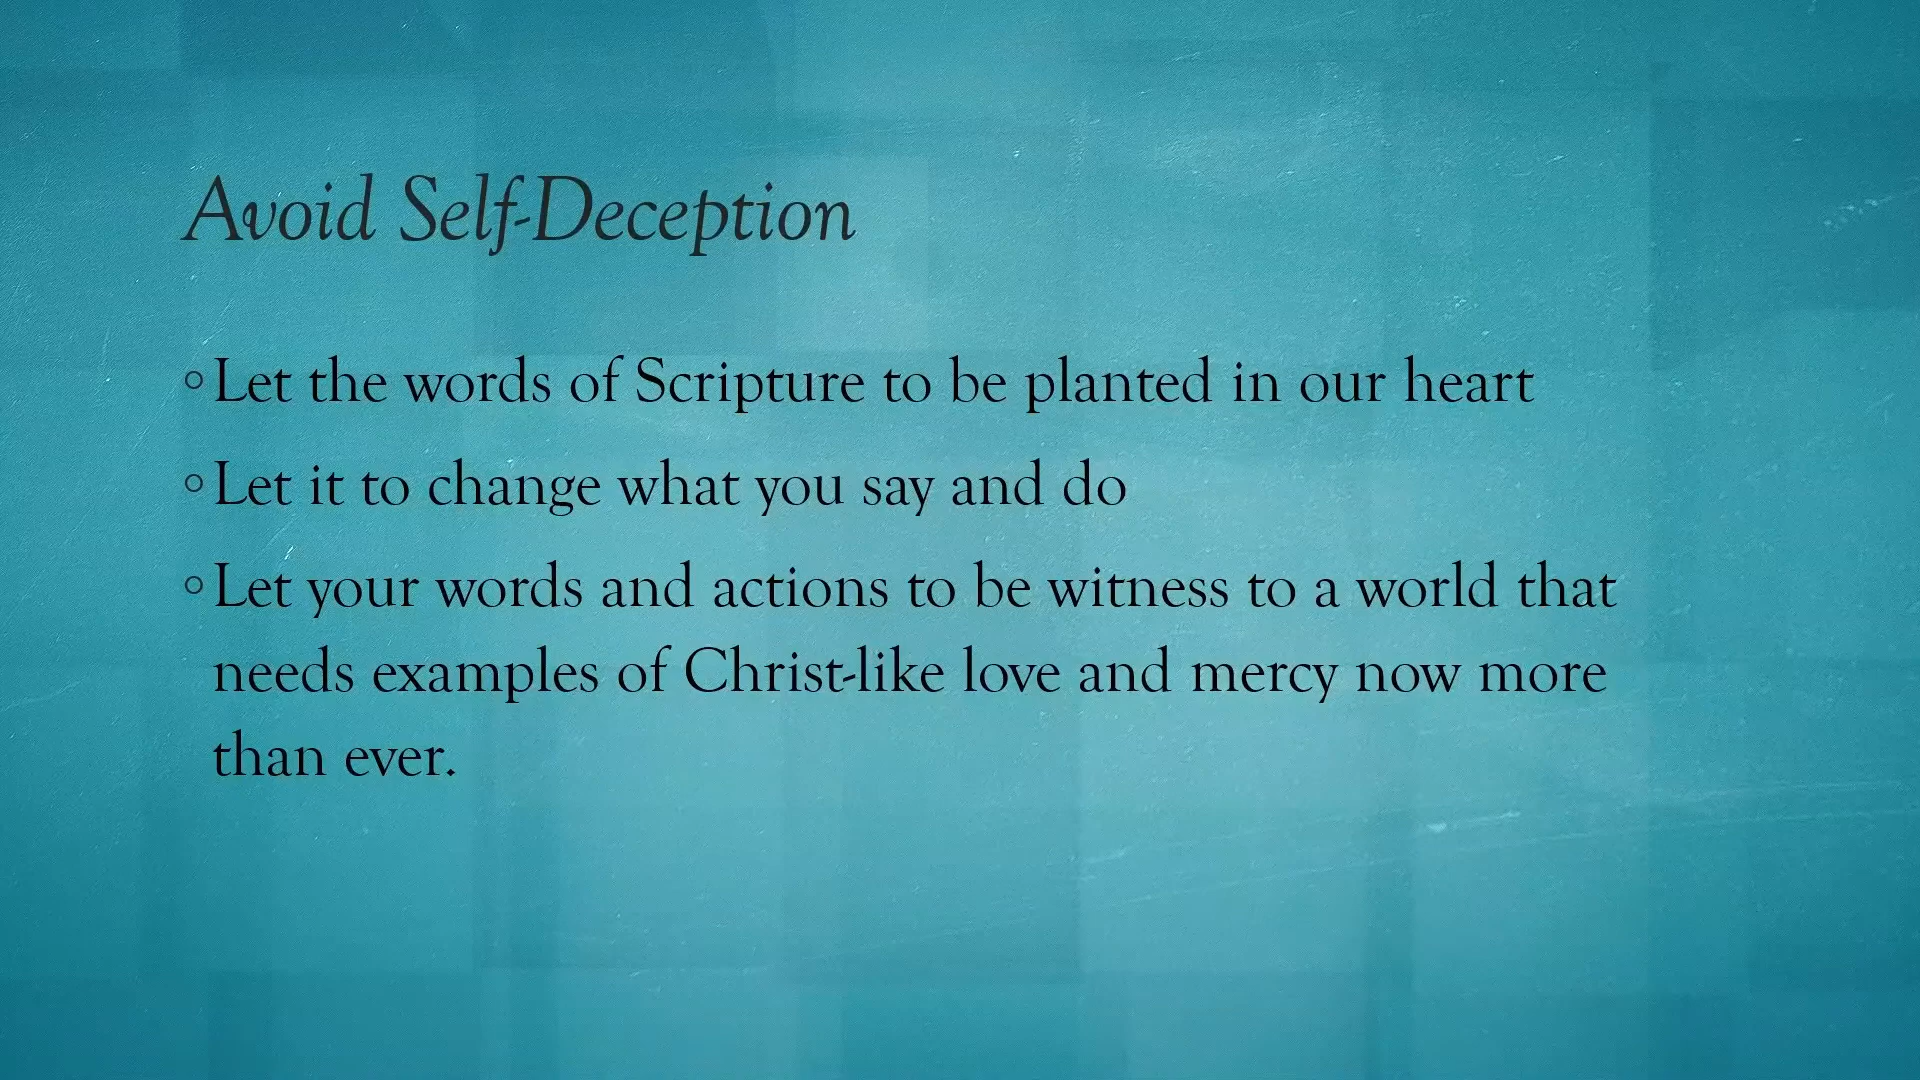 Avoid Self-Deception
◦Let the words of Scripture to be planted in our heart
◦Let it to change what you say and do
◦Let your words and actions to be witness to a world that
needs examples of Christ-like love and mercy now more
than ever.